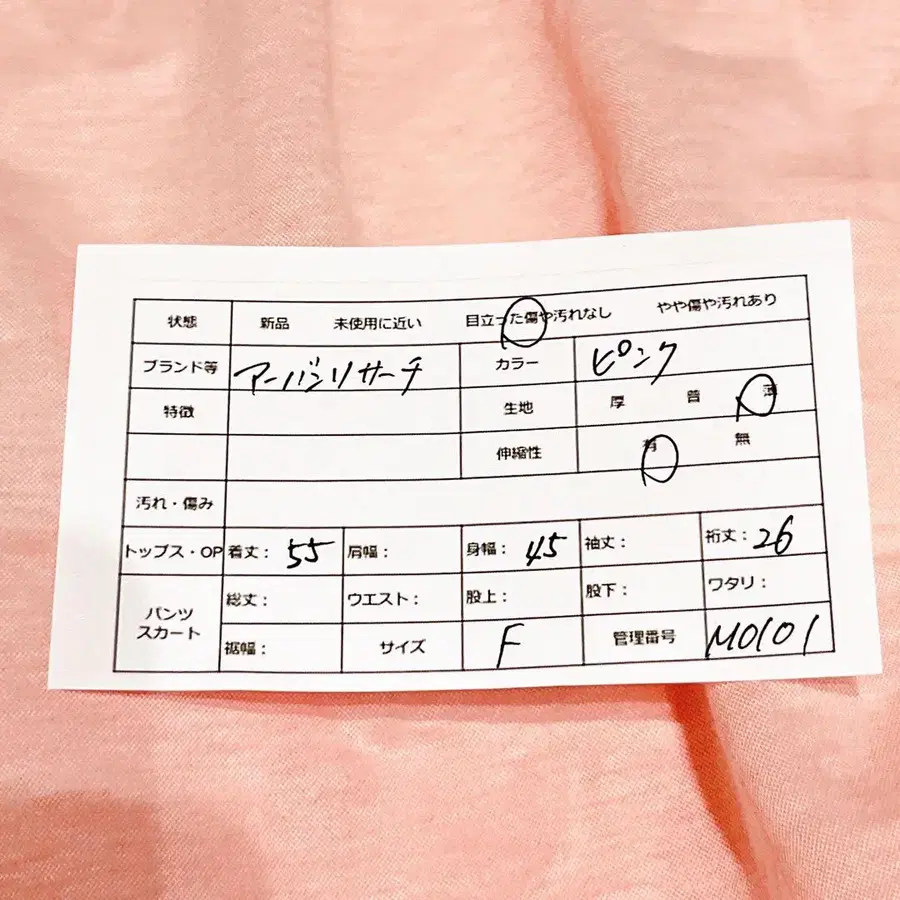 状態 新品 未使用に近い 目立った傷や汚れなし やや傷や汚れあり
ブランド等 アーバンリサーチ カラー ピンク
特徴 生地 厚 普 薄
伸縮性 有 無
汚れ・傷み
トップス・OP 着丈: 55 肩幅: 身幅: 45 袖丈: 裄丈: 26
パンツ スカート 総丈: ウエスト: 股上: 股下: ワタリ:
裾幅: サイズ F 管理番号 M0101